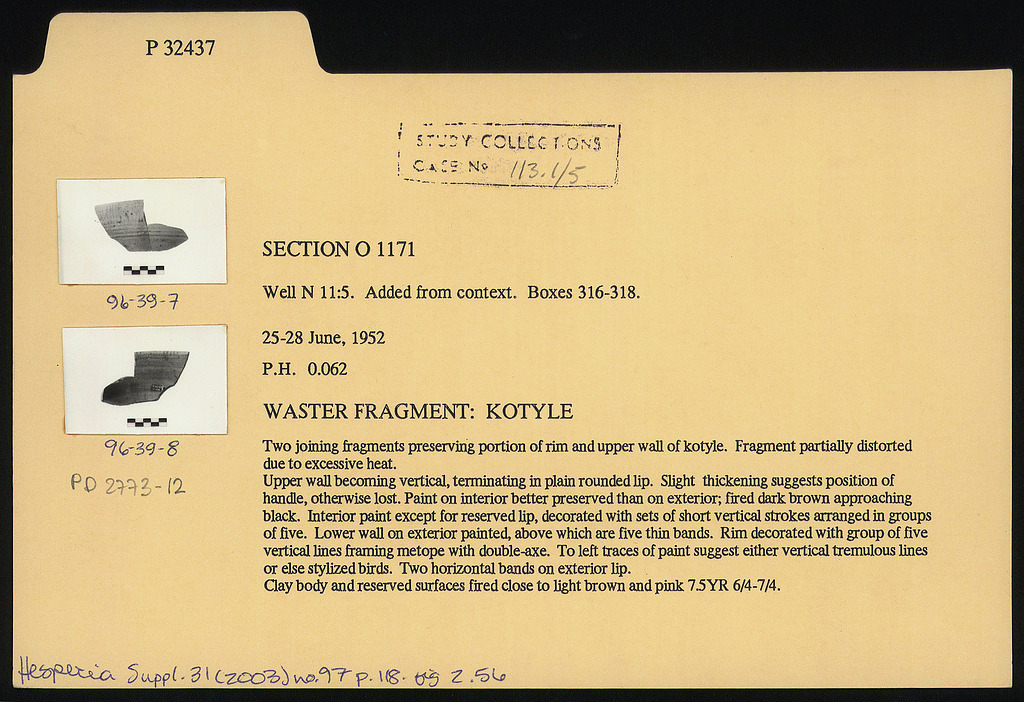 P 32437
STUDY COLLECTIONS
CASE No 113.1/5
96-39-7
96-39-8
PD 2773-12
SECTION O 1171
Well N 11:5. Added from context. Boxes 316-318.
25-28 June, 1952
P.H. 0.062
WASTER FRAGMENT: KOTYLE
Two joining fragments preserving portion of rim and upper wall of kotyle. Fragment partially distorted
due to excessive heat.
Upper wall becoming vertical, terminating in plain rounded lip. Slight thickening suggests position of
handle, otherwise lost. Paint on interior better preserved than on exterior; fired dark brown approaching
black. Interior paint except for reserved lip, decorated with sets of short vertical strokes arranged in groups
of five. Lower wall on exterior painted, above which are five thin bands. Rim decorated with group of five
vertical lines framing metope with double-axe. To left traces of paint suggest either vertical tremulous lines
or else stylized birds. Two horizontal bands on exterior lip.
Clay body and reserved surfaces fired close to light brown and pink 7.5YR 6/4-7/4.
Hesperia Suppl. 31 (2003) no. 97 p. 118. fig 2.56